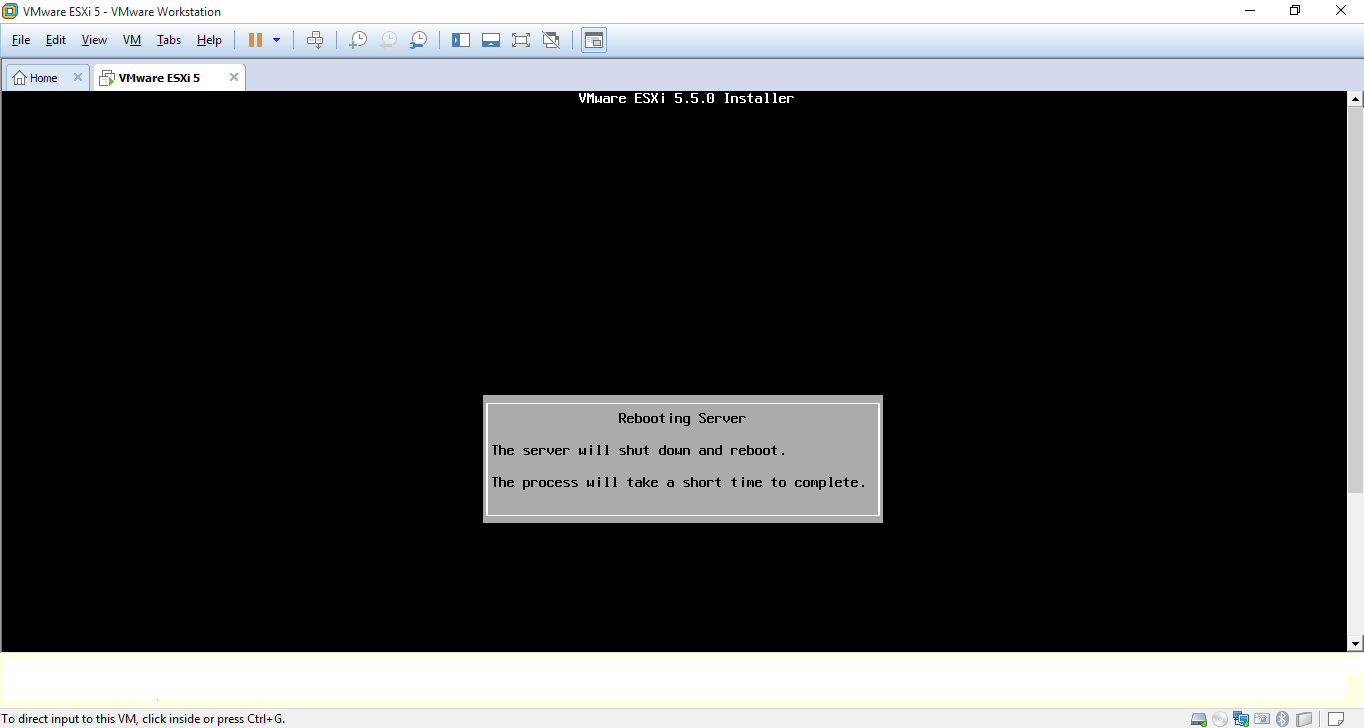 VMware ESXi 5 - VMware Workstation
File Edit View VM Tabs Help
Home VMware ESXi 5
VMware ESXi 5.5.0 Installer
Rebooting Server
The server will shut down and reboot.
The process will take a short time to complete.
To direct input to this VM, click inside or press Ctrl+G.